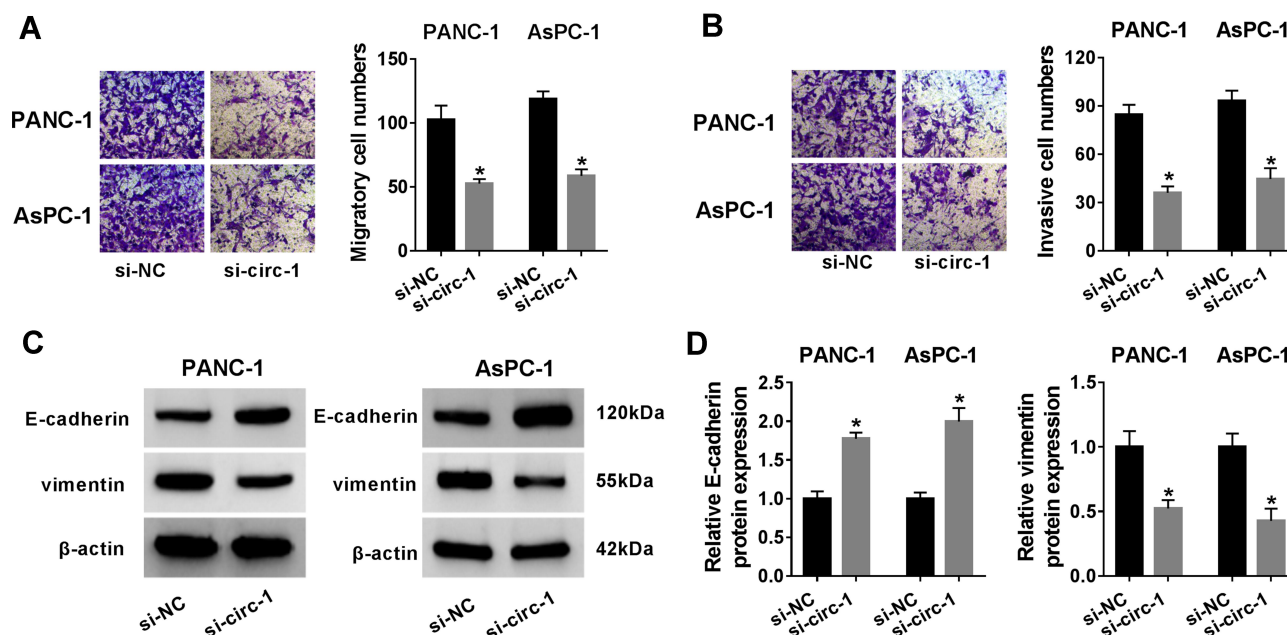 A
PANC-1
AsPC-1
si-NC
si-circ-1
PANC-1 AsPC-1
Migratory cell numbers
150
100
50
0
si-NC
si-circ-1
si-NC
si-circ-1
*
*
B
PANC-1
AsPC-1
si-NC
si-circ-1
PANC-1 AsPC-1
Invasive cell numbers
120
90
60
30
0
si-NC
si-circ-1
si-NC
si-circ-1
*
*
C
PANC-1
E-cadherin
vimentin
β-actin
si-NC
si-circ-1
AsPC-1
E-cadherin
120kDa
vimentin
55kDa
β-actin
42kDa
si-NC
si-circ-1
D
PANC-1 AsPC-1
Relative E-cadherin
protein expression
2.5
2.0
1.5
1.0
0.5
0.0
si-NC
si-circ-1
si-NC
si-circ-1
*
*
PANC-1 AsPC-1
Relative vimentin
protein expression
1.5
1.0
0.5
0.0
si-NC
si-circ-1
si-NC
si-circ-1
*
*